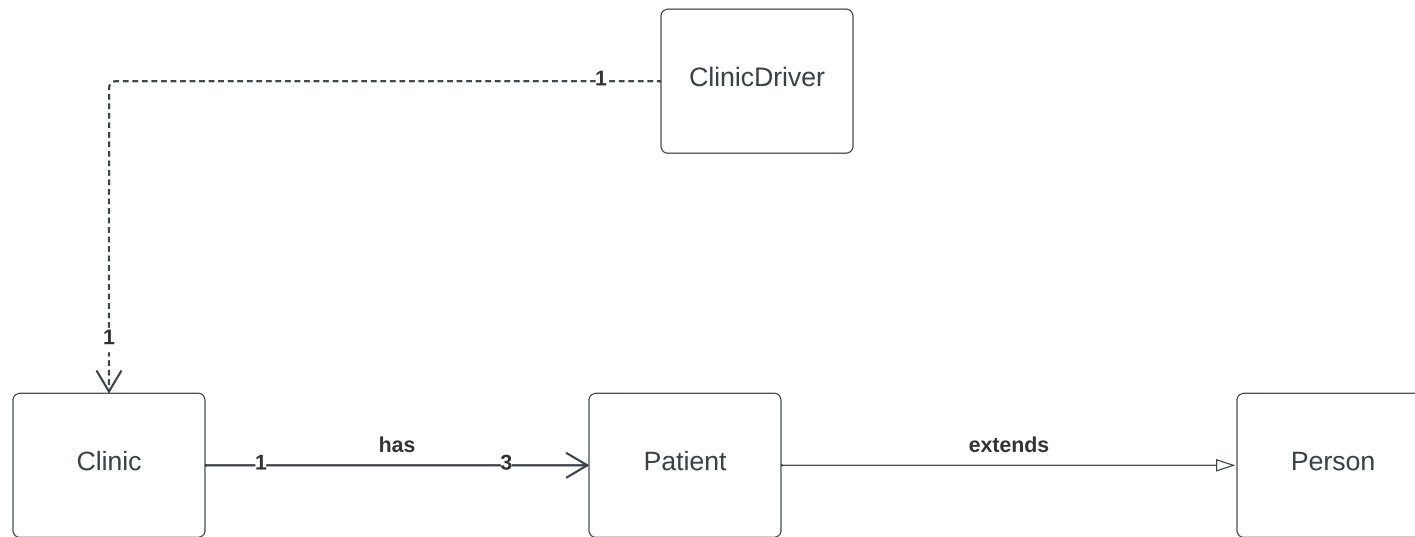 ClinicDriver
1
1
Clinic
1
has
3
Patient
extends
Person